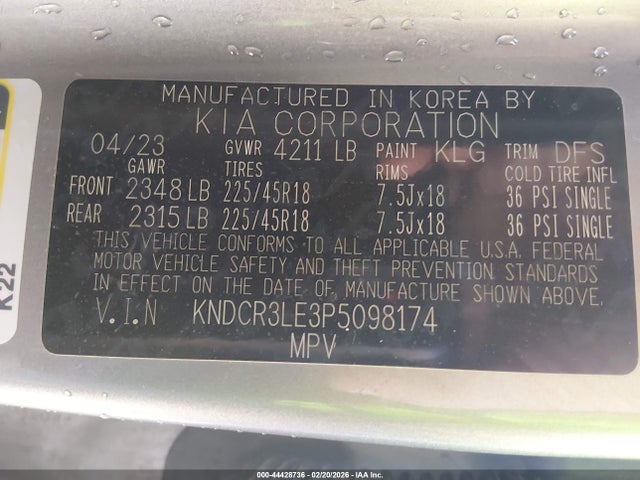 MANUFACTURED IN KOREA BY
KIA CORPORATION
04/23 GVWR 4211 LB PAINT KLG TRIM DFS
GAWR TIRES RIMS COLD TIRE INFL
FRONT 2348 LB 225/45R18 7.5Jx18 36 PSI SINGLE
REAR 2315 LB 225/45R18 7.5Jx18 36 PSI SINGLE
THIS VEHICLE CONFORMS TO ALL APPLICABLE U.S.A. FEDERAL
MOTOR VEHICLE SAFETY AND THEFT PREVENTION STANDARDS
IN EFFECT ON THE DATE OF MANUFACTURE SHOWN ABOVE.
V.I.N KNDCR3LE3P5098174
MPV
K22
000-44428736 - 02/20/2026 - IAA Inc.